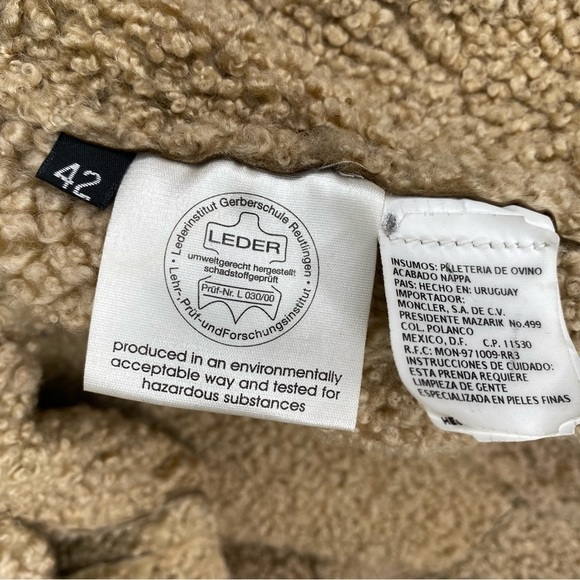 42
Lederinstitut Gerberschule Reutlingen
• Lehr-, Prüf-und Forschungsinstitut •
LEDER
umweltgerecht hergestellt
schadstoffgeprüft
Prüf-Nr. L 030/00
produced in an environmentally
acceptable way and tested for
hazardous substances
INSUMOS: PELETERIA DE OVINO
ACABADO NAPPA
PAIS: HECHO EN: URUGUAY
IMPORTADOR:
MONCLER, S.A. DE C.V.
PRESIDENTE MAZARIK No.499
COL. POLANCO
MEXICO, D.F. C.P. 11530
R.F.C: MON-971009-RR3
INSTRUCCIONES DE CUIDADO:
ESTA PRENDA REQUIERE
LIMPIEZA DE GENTE
ESPECIALIZADA EN PIELES FINAS